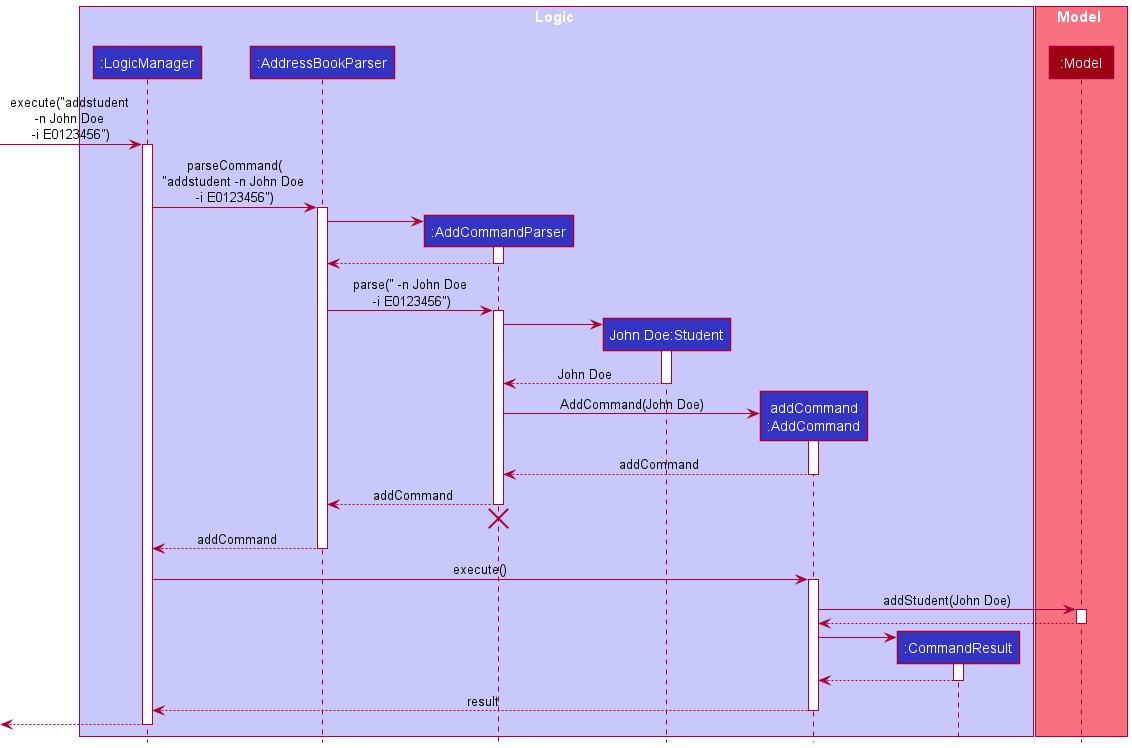 Logic
Model
:LogicManager
:AddressBookParser
:Model
execute("addstudent
-n John Doe
-i E0123456")
parseCommand(
"addstudent -n John Doe
-i E0123456")
:AddCommandParser
parse(" -n John Doe
-i E0123456")
John Doe:Student
John Doe
AddCommand(John Doe)
addCommand
:AddCommand
addCommand
addCommand
addCommand
execute()
addStudent(John Doe)
:CommandResult
result